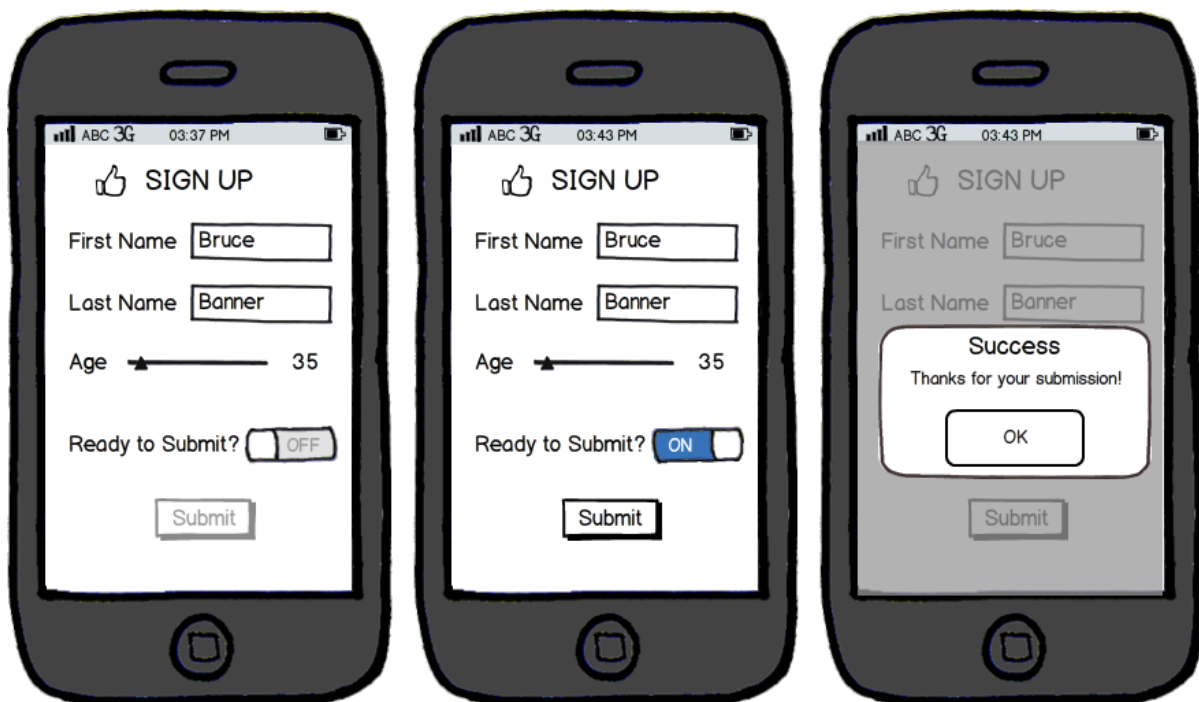 ABC 3G 03:37 PM
SIGN UP
First Name Bruce
Last Name Banner
Age 35
Ready to Submit? OFF
Submit
ABC 3G 03:43 PM
SIGN UP
First Name Bruce
Last Name Banner
Age 35
Ready to Submit? ON
Submit
ABC 3G 03:43 PM
SIGN UP
First Name Bruce
Last Name Banner
Success
Thanks for your submission!
OK
Submit